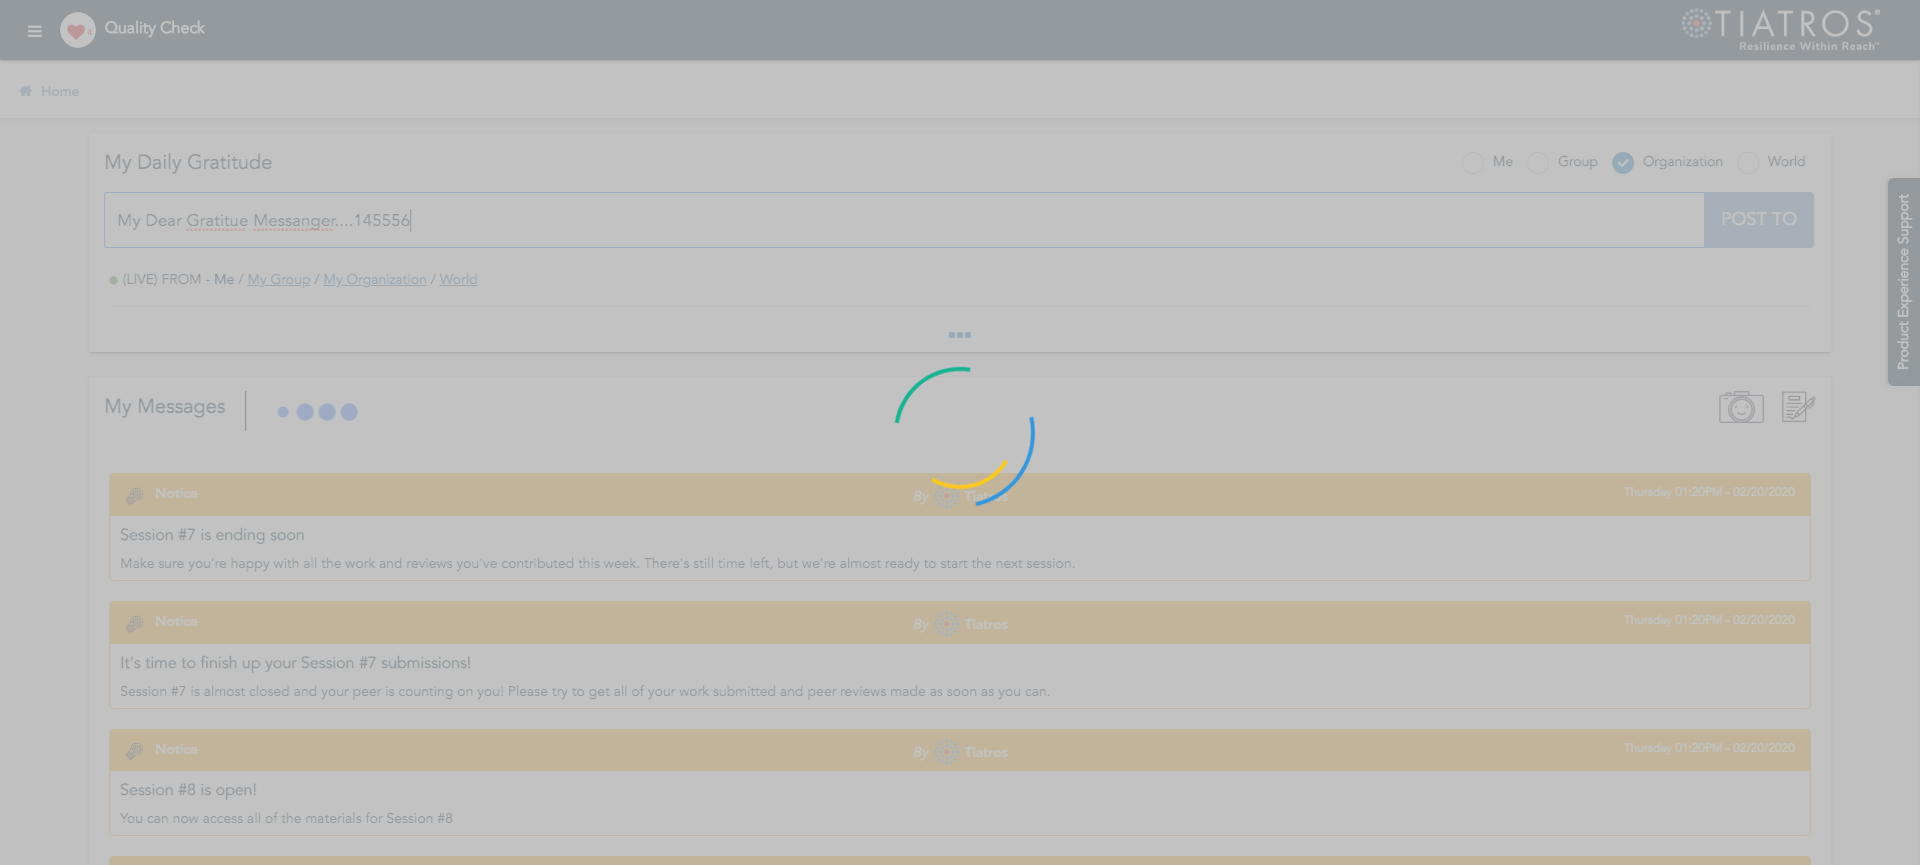 4 Quality Check
TIATROS®
Resilience Within Reach™
Home
My Daily Gratitude
Me Group Organization World
My Dear Gratitue Messanger....145556
POST TO
(LIVE) FROM - Me / My Group / My Organization / World
Product Experience Support
My Messages
Notice By Tiatros Thursday 01:20PM - 02/20/2020
Session #7 is ending soon
Make sure you're happy with all the work and reviews you've contributed this week. There's still time left, but we're almost ready to start the next session.
Notice By Tiatros Thursday 01:20PM - 02/20/2020
It's time to finish up your Session #7 submissions!
Session #7 is almost closed and your peer is counting on you! Please try to get all of your work submitted and peer reviews made as soon as you can.
Notice By Tiatros Thursday 01:20PM - 02/20/2020
Session #8 is open!
You can now access all of the materials for Session #8